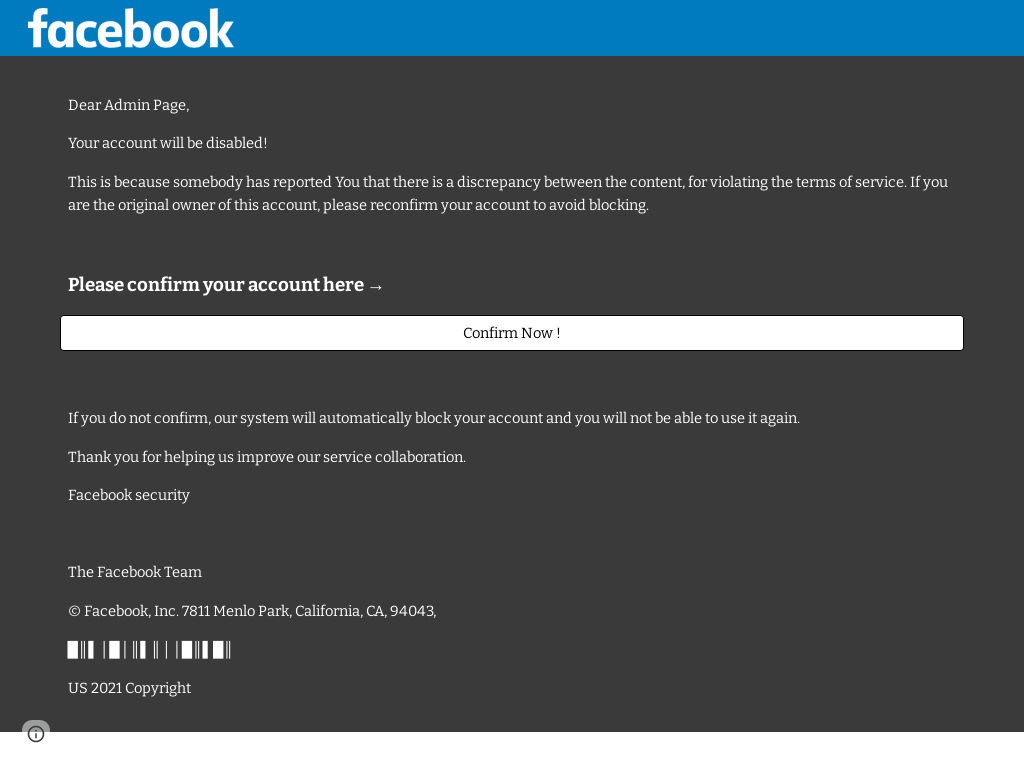 facebook
Dear Admin Page,
Your account will be disabled!
This is because somebody has reported You that there is a discrepancy between the content, for violating the terms of service. If you
are the original owner of this account, please reconfirm your account to avoid blocking.
Please confirm your account here →
Confirm Now !
If you do not confirm, our system will automatically block your account and you will not be able to use it again.
Thank you for helping us improve our service collaboration.
Facebook security
The Facebook Team
© Facebook, Inc. 7811 Menlo Park, California, CA, 94043,
US 2021 Copyright